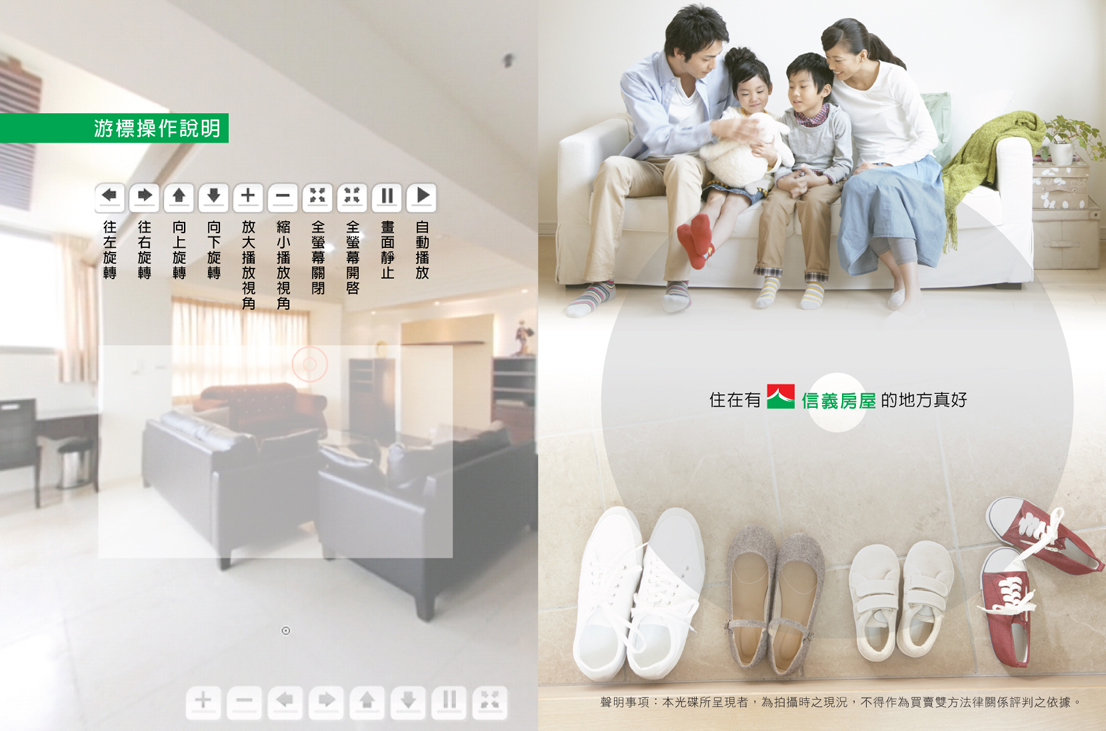 游標操作說明
往左旋轉
往右旋轉
向上旋轉
向下旋轉
放大播放視角
縮小播放視角
全螢幕關閉
全螢幕開啓
畫面靜止
自動播放
住在有 信義房屋 的地方真好
聲明事項：本光碟所呈現者，為拍攝時之現況，不得作為買賣雙方法律關係評判之依據。